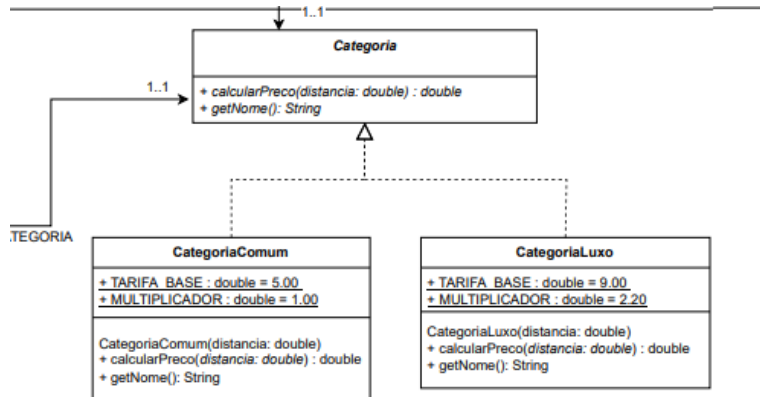 1..1
Categoria
+ calcularPreco(distancia: double) : double
+ getNome(): String
1..1
ATEGORIA
CategoriaComum
+ TARIFA_BASE : double = 5.00
+ MULTIPLICADOR : double = 1.00
CategoriaComum(distancia: double)
+ calcularPreco(distancia: double) : double
+ getNome(): String
CategoriaLuxo
+ TARIFA_BASE : double = 9.00
+ MULTIPLICADOR : double = 2.20
CategoriaLuxo(distancia: double)
+ calcularPreco(distancia: double) : double
+ getNome(): String